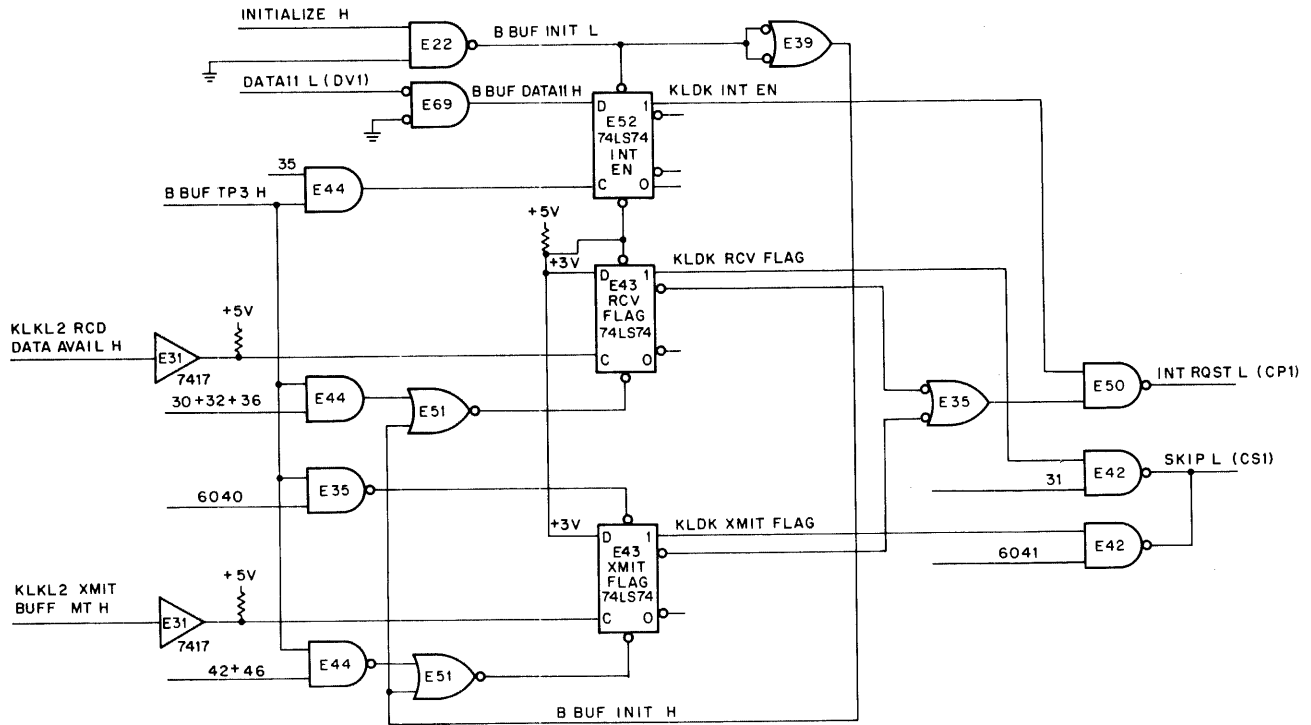 INITIALIZE H
E22
B BUF INIT L
E39
DATA11 L (DV1)
E69
B BUF DATA11 H
D 1
E52
74LS74
INT
EN
C 0
KLDK INT EN
35
E44
B BUF TP3 H
+5V
+3V
D 1
E43
RCV
FLAG
74LS74
C 0
KLDK RCV FLAG
KLKL2 RCD
DATA AVAIL H
E31
7417
+5V
E44
30+32+36
E51
E35
E50
INT RQST L (CP1)
E42
SKIP L (CS1)
31
E35
6040
+3V
D 1
E43
XMIT
FLAG
74LS74
C 0
KLDK XMIT FLAG
E42
6041
KLKL2 XMIT
BUFF MT H
E31
7417
+5V
E44
42+46
E51
B BUF INIT H